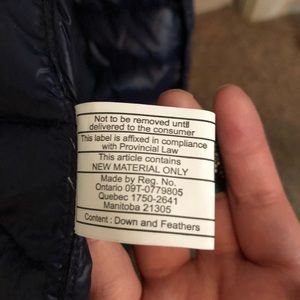 Not to be removed until
delivered to the consumer
This label is affixed in compliance
with Provincial Law
This article contains
NEW MATERIAL ONLY
Made by Reg. No.
Ontario 09T-0779805
Quebec 1750-2641
Manitoba 21305
Content : Down and Feathers